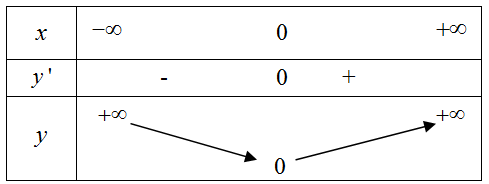 x −∞ 0 +∞
y' - 0 +
y +∞ 0 +∞